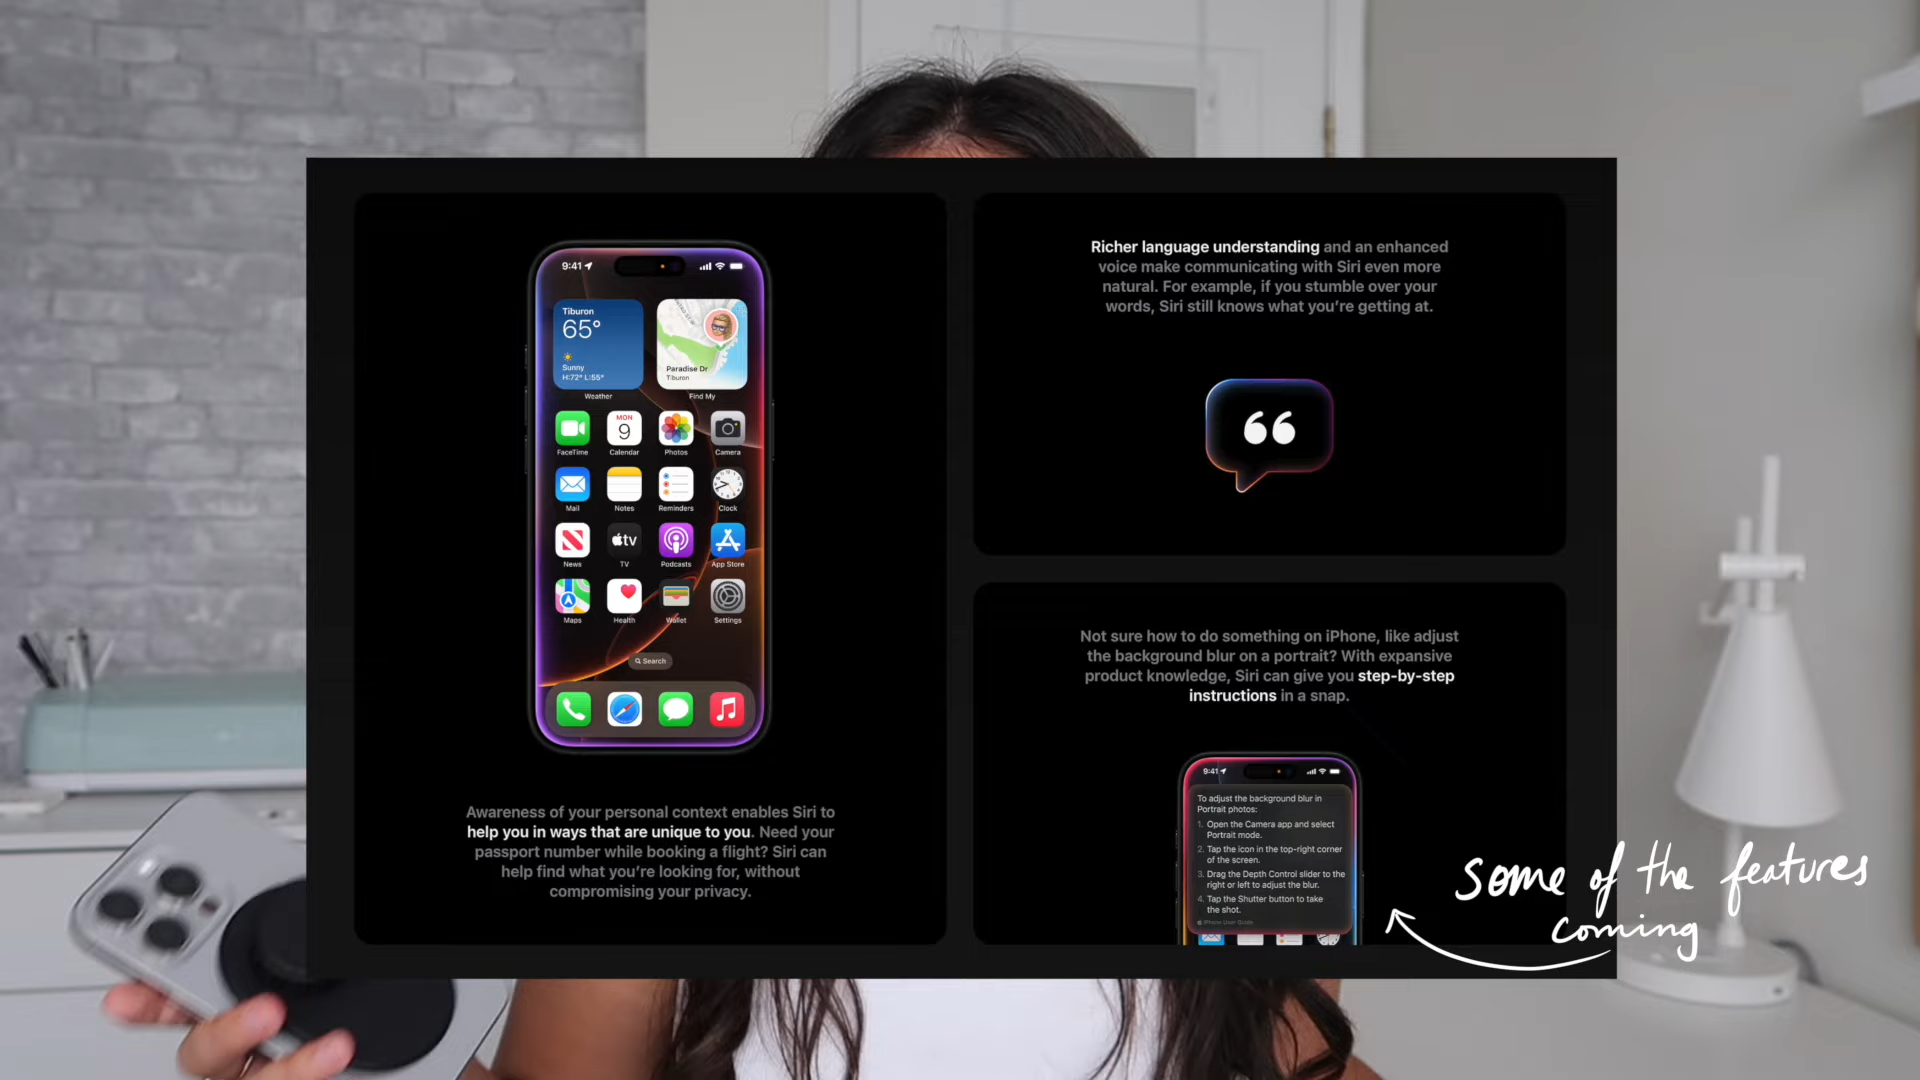 9:41
Tiburon
65°
Sunny
H:72° L:55°
Weather
Paradise Dr
Tiburon
Find My
FaceTime
MON
9
Calendar
Photos
Camera
Mail
Notes
Reminders
Clock
News
tv
TV
Podcasts
App Store
Maps
Health
Wallet
Settings
Search
Awareness of your personal context enables Siri to
help you in ways that are unique to you. Need your
passport number while booking a flight? Siri can
help find what you're looking for, without
compromising your privacy.
Richer language understanding and an enhanced
voice make communicating with Siri even more
natural. For example, if you stumble over your
words, Siri still knows what you're getting at.
Not sure how to do something on iPhone, like adjust
the background blur on a portrait? With expansive
product knowledge, Siri can give you step-by-step
instructions in a snap.
9:41
To adjust the background blur in
Portrait photos:
1. Open the Camera app and select
Portrait mode.
2. Tap the icon in the top-right corner
of the screen.
3. Drag the Depth Control slider to the
right or left to adjust the blur.
4. Tap the Shutter button to take
the shot.
iPhone User Guide
Some of the features
coming